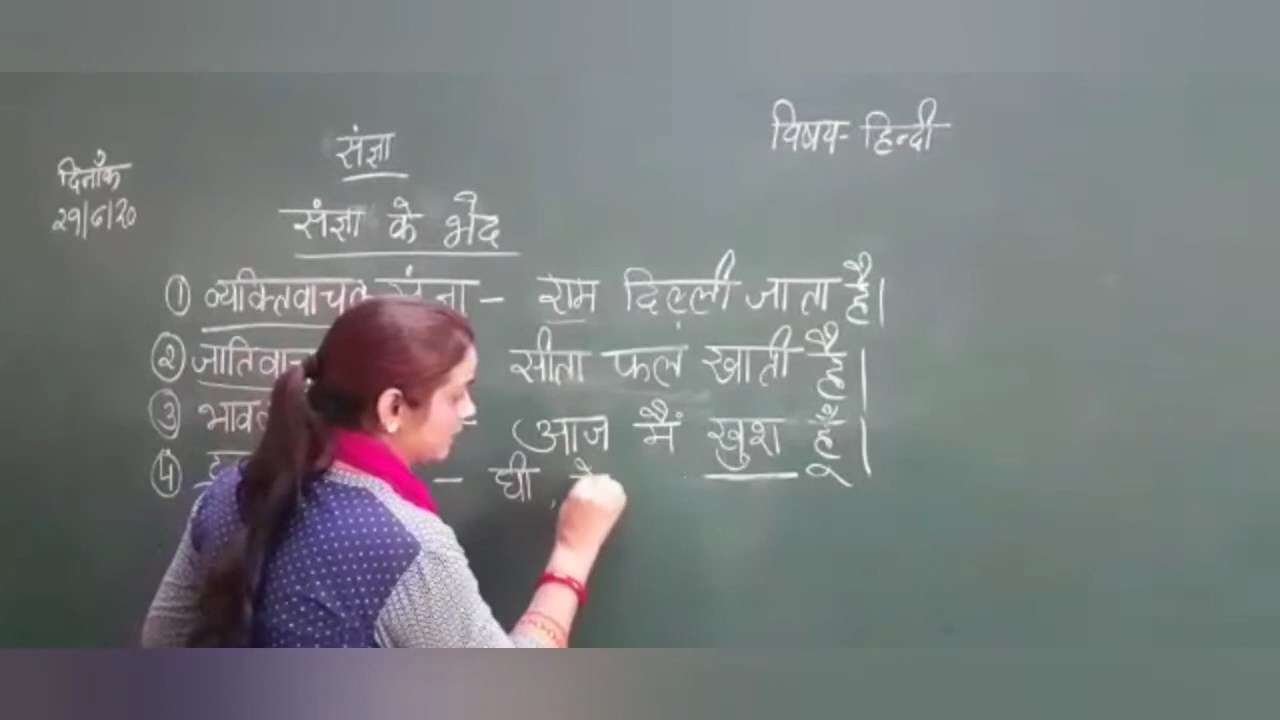 विषय- हिन्दी
संज्ञा
दिनाँक
२१/८/२०
संज्ञा के भेद
① व्यक्तिवाचक संज्ञा – राम दिल्ली जाता है।
② जातिवाच सीता फल खाती है।
③ भाव – आज मैं खुश हूँ।
④ – घी ,